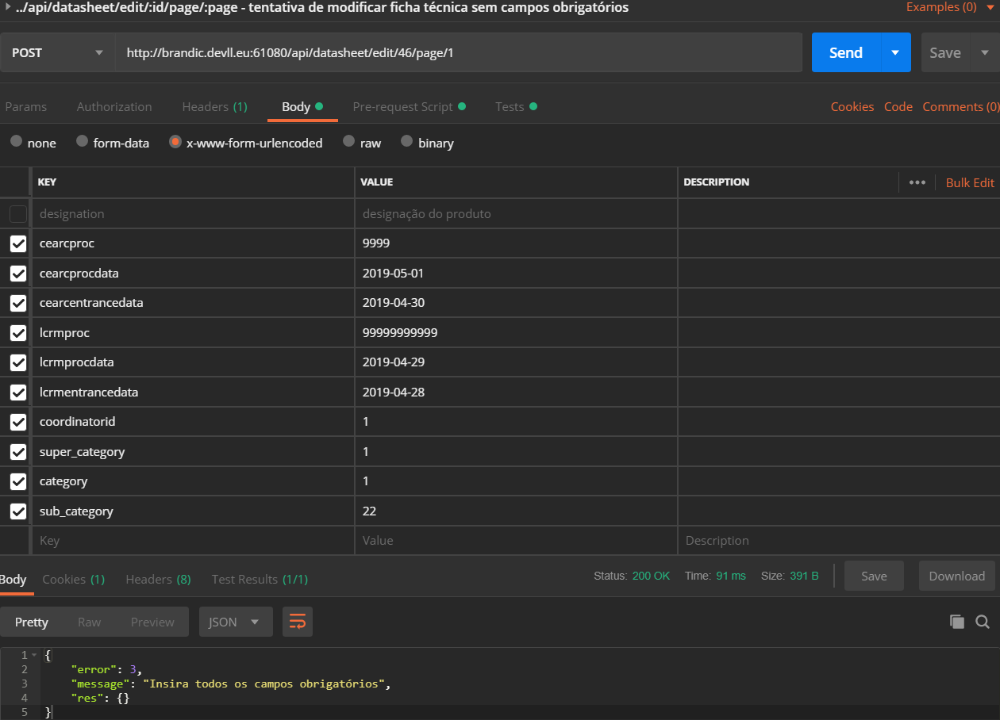 ../api/datasheet/edit/:id/page/:page - tentativa de modificar ficha técnica sem campos obrigatórios Examples (0)
POST http://brandic.devll.eu:61080/api/datasheet/edit/46/page/1 Send Save
Params Authorization Headers (1) Body Pre-request Script Tests Cookies Code Comments (0)
none form-data x-www-form-urlencoded raw binary
KEY VALUE DESCRIPTION ••• Bulk Edit
designation designação do produto
cearcproc 9999
cearcprocdata 2019-05-01
cearcentrancedata 2019-04-30
lcrmproc 99999999999
lcrmprocdata 2019-04-29
lcrmentrancedata 2019-04-28
coordinatorid 1
super_category 1
category 1
sub_category 22
Key Value Description
Body Cookies (1) Headers (8) Test Results (1/1) Status: 200 OK Time: 91 ms Size: 391 B Save Download
Pretty Raw Preview JSON
1 {
2 "error": 3,
3 "message": "Insira todos os campos obrigatórios",
4 "res": {}
5 }